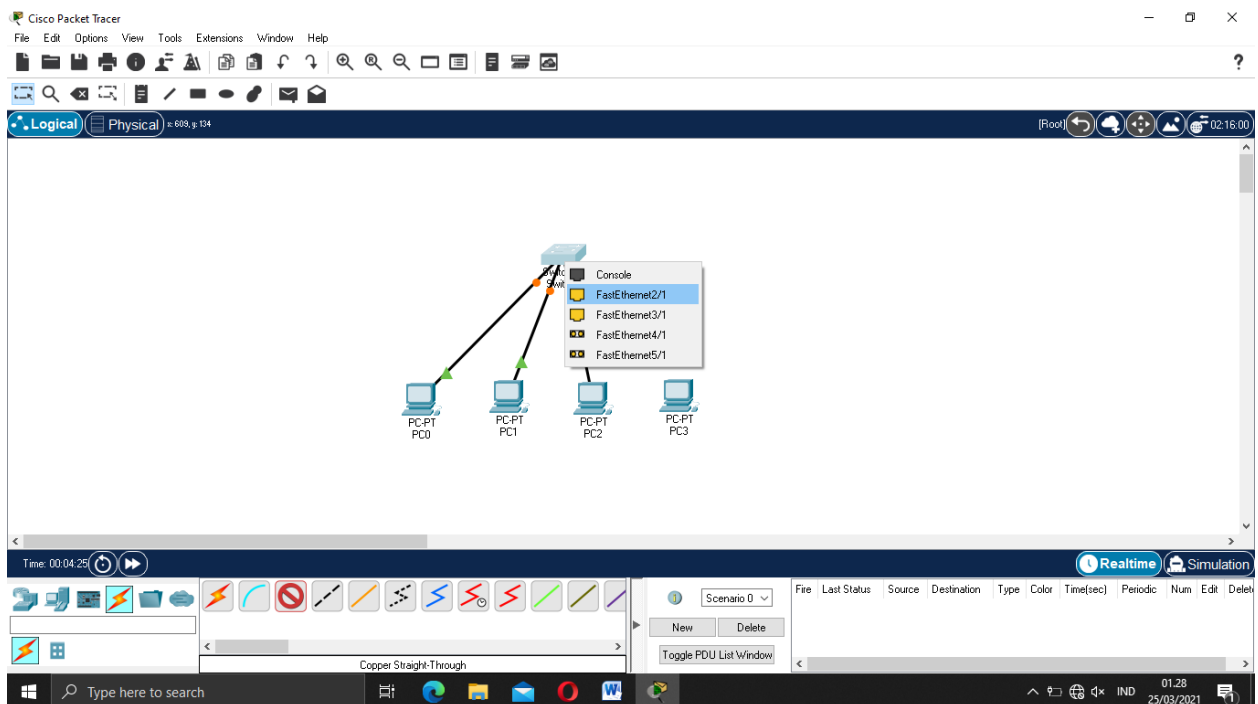 Cisco Packet Tracer
File Edit Options View Tools Extensions Window Help
?
Logical Physical x: 609, y: 134 [Root] 02:16:00
Console
FastEthernet2/1
FastEthernet3/1
FastEthernet4/1
FastEthernet5/1
PC-PT PC-PT PC-PT PC-PT
PC0 PC1 PC2 PC3
Time: 00:04:25 Realtime Simulation
Scenario 0 Fire Last Status Source Destination Type Color Time(sec) Periodic Num Edit
New Delete
Toggle PDU List Window
Copper Straight-Through
Type here to search IND 01.28
25/03/2021